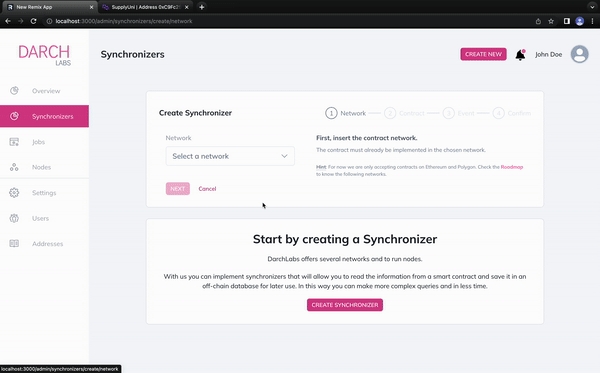 New Remix App
SupplyUni | Address 0xC9Fc2
localhost:3000/admin/synchronizers/create/network
DARCH
LABS
Synchronizers
CREATE NEW
John Doe
Overview
Synchronizers
Jobs
Nodes
Settings
Users
Addresses
Create Synchronizer
1 Network
2 Contract
3 Event
4 Confirm
Network
Select a network
NEXT
Cancel
First, insert the contract network.
The contract must already be implemented in the chosen network.
Hint: For now we are only accepting contracts on Ethereum and Polygon. Check the Roadmap
to know the following networks.
Start by creating a Synchronizer
DarchLabs offers several networks and to run nodes.
With us you can implement synchronizers that will allow you to read the information from a smart contract and save it in an
off-chain database for later use. In this way you can make more complex queries and in less time.
CREATE SYNCHRONIZER
localhost:3000/admin/synchronizers/create/network